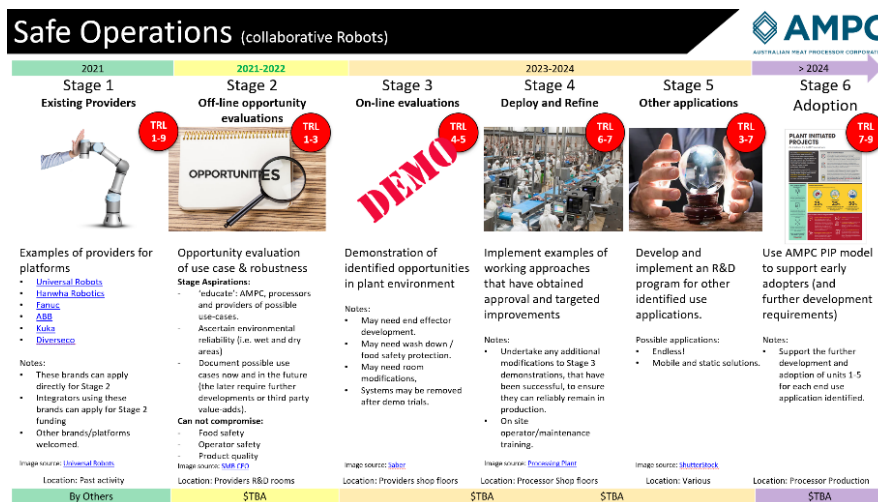 Safe Operations (collaborative Robots)
AMPC
AUSTRALIAN MEAT PROCESSOR CORPORATION
2021
2021-2022
2023-2024
> 2024
Stage 1
Existing Providers
TRL
1-9
Examples of providers for
platforms
• Universal Robots
• Hanwha Robotics
• Fanuc
• ABB
• Kuka
• Diverseco
Notes:
• These brands can apply
directly for Stage 2
• Integrators using these
brands can apply for Stage 2
funding
• Other brands/platforms
welcomed.
Image source: Universal Robots
Location: Past activity
By Others
Stage 2
Off-line opportunity
evaluations
TRL
1-3
OPPORTUNITIES
Opportunity evaluation
of use case & robustness
Stage Aspirations:
- 'educate': AMPC, processors
and providers of possible
use-cases.
- Ascertain environmental
reliability (i.e. wet and dry
areas)
- Document possible use
cases now and in the future
(the later require further
developments or third party
value-adds).
Can not compromise:
- Food safety
- Operator safety
- Product quality
Image source: SMB CEO
Location: Providers R&D rooms
$TBA
Stage 3
On-line evaluations
TRL
4-5
DEMO
Demonstration of
identified opportunities
in plant environment
Notes:
• May need end effector
development.
• May need wash down /
food safety protection.
• May need room
modifications,
• Systems may be removed
after demo trials.
Image source: Saber
Location: Providers shop floors
$TBA
Stage 4
Deploy and Refine
TRL
6-7
Implement examples of
working approaches
that have obtained
approval and targeted
improvements
Notes:
• Undertake any additional
modifications to Stage 3
demonstrations, that have
been successful, to ensure
they can reliably remain in
production.
• On site
operator/maintenance
training.
Image source: Processing Plant
Location: Processor Shop floors
$TBA
Stage 5
Other applications
TRL
3-7
Develop and
implement an R&D
program for other
identified use
applications.
Possible applications:
• Endless!
• Mobile and static solutions.
Image source: ShutterStock
Location: Various
Stage 6
Adoption
TRL
7-9
PLANT INITIATED
PROJECTS
Use AMPC PIP model
to support early
adopters (and
further development
requirements)
Notes:
• Support the further
development and
adoption of units 1-5
for each end use
application identified.
Location: Processor Production
$TBA